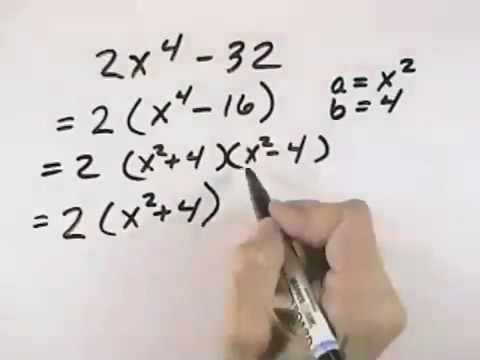 2x⁴ - 32
= 2 (x⁴ - 16)
a = x²
b = 4
= 2 (x² + 4)(x² - 4)
= 2 (x² + 4)